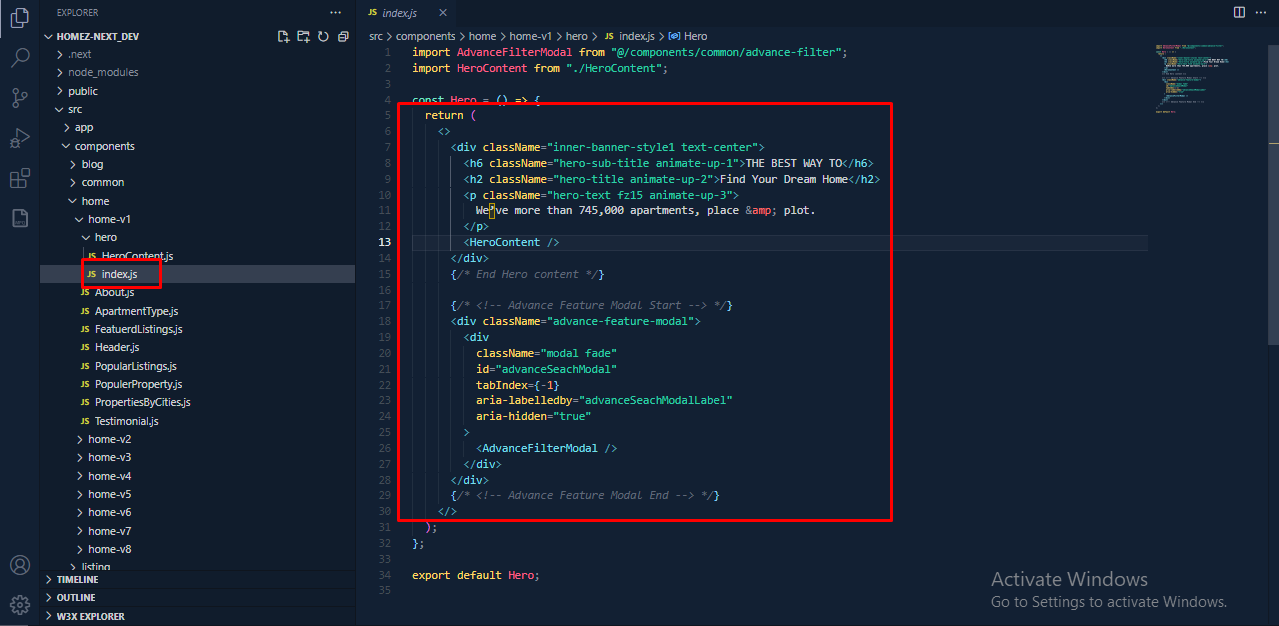 EXPLORER
HOMEZ-NEXT_DEV
.next
node_modules
public
src
app
components
blog
common
home
home-v1
hero
JS HeroContent.js
JS index.js
JS About.js
JS ApartmentType.js
JS FeatuerdListings.js
JS Header.js
JS PopularListings.js
JS PopulerProperty.js
JS PropertiesByCities.js
JS Testimonial.js
home-v2
home-v3
home-v4
home-v5
home-v6
home-v7
home-v8
listing
TIMELINE
OUTLINE
W3X EXPLORER
JS index.js
src > components > home > home-v1 > hero > JS index.js > Hero
1 import AdvanceFilterModal from "@/components/common/advance-filter";
2 import HeroContent from "./HeroContent";
3
4 const Hero = () => {
5 return (
6 <>
7 <div className="inner-banner-style1 text-center">
8 <h6 className="hero-sub-title animate-up-1">THE BEST WAY TO</h6>
9 <h2 className="hero-title animate-up-2">Find Your Dream Home</h2>
10 <p className="hero-text fz15 animate-up-3">
11 We’ve more than 745,000 apartments, place &amp; plot.
12 </p>
13 <HeroContent />
14 </div>
15 {/* End Hero content */}
16
17 {/* <!-- Advance Feature Modal Start --> */}
18 <div className="advance-feature-modal">
19 <div
20 className="modal fade"
21 id="advanceSeachModal"
22 tabIndex={-1}
23 aria-labelledby="advanceSeachModalLabel"
24 aria-hidden="true"
25 >
26 <AdvanceFilterModal />
27 </div>
28 </div>
29 {/* <!-- Advance Feature Modal End --> */}
30 </>
31 );
32 };
33
34 export default Hero;
35
Activate Windows
Go to Settings to activate Windows.